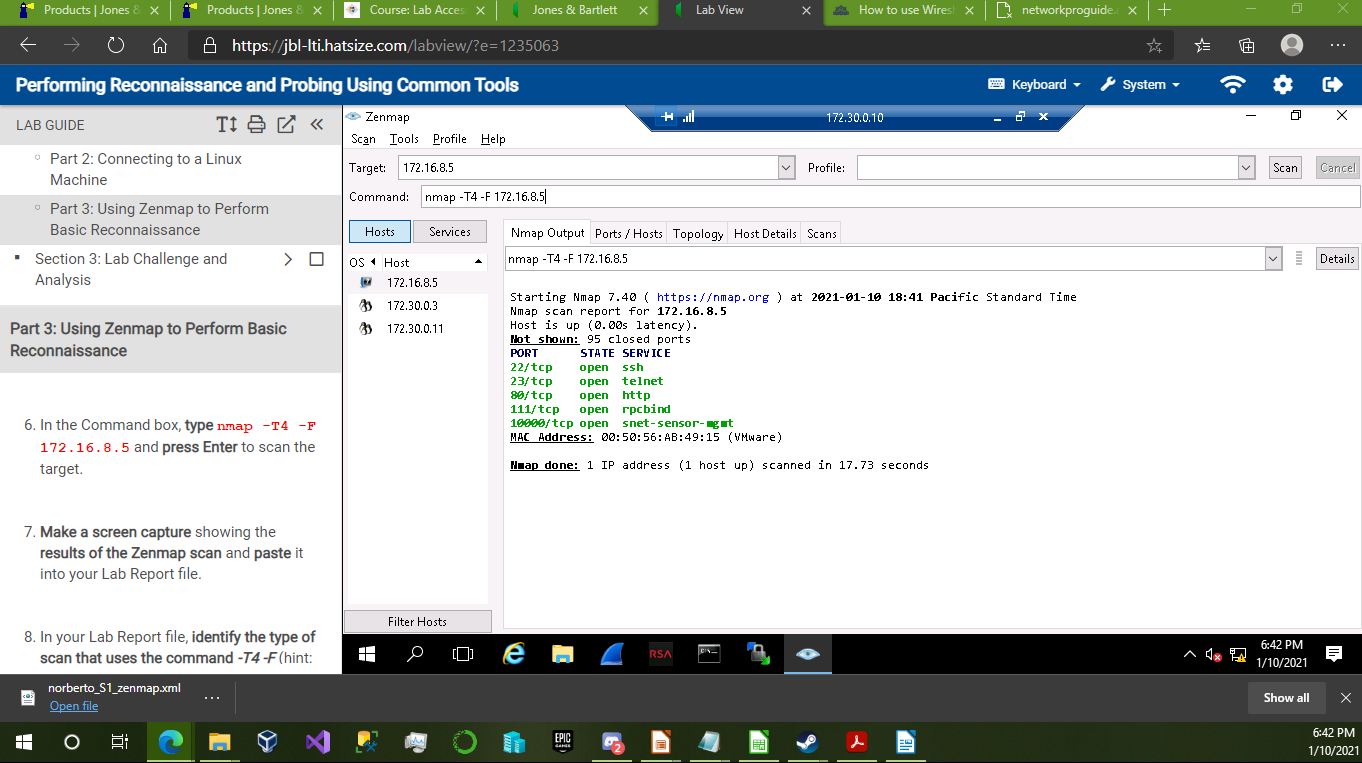 Products | Jones &
Products | Jones &
Course: Lab Acces
Jones & Bartlett
Lab View
How to use Wiresh
networkproguide.
https://jbl-lti.hatsize.com/labview/?e=1235063
Performing Reconnaissance and Probing Using Common Tools
Keyboard
System
LAB GUIDE
Part 2: Connecting to a Linux
Machine
Part 3: Using Zenmap to Perform
Basic Reconnaissance
Section 3: Lab Challenge and
Analysis
Part 3: Using Zenmap to Perform Basic
Reconnaissance
6. In the Command box, type nmap -T4 -F
172.16.8.5 and press Enter to scan the
target.
7. Make a screen capture showing the
results of the Zenmap scan and paste it
into your Lab Report file.
8. In your Lab Report file, identify the type of
scan that uses the command -T4 -F (hint:
Zenmap
172.30.0.10
Scan Tools Profile Help
Target: 172.16.8.5 Profile: Scan Cancel
Command: nmap -T4 -F 172.16.8.5
Hosts Services
OS Host
172.16.8.5
172.30.0.3
172.30.0.11
Filter Hosts
Nmap Output Ports / Hosts Topology Host Details Scans
nmap -T4 -F 172.16.8.5 Details
Starting Nmap 7.40 ( https://nmap.org ) at 2021-01-10 18:41 Pacific Standard Time
Nmap scan report for 172.16.8.5
Host is up (0.00s latency).
Not shown: 95 closed ports
PORT STATE SERVICE
22/tcp open ssh
23/tcp open telnet
80/tcp open http
111/tcp open rpcbind
10000/tcp open snet-sensor-mgmt
MAC Address: 00:50:56:AB:49:15 (VMware)
Nmap done: 1 IP address (1 host up) scanned in 17.73 seconds
RSA
6:42 PM
1/10/2021
norberto_S1_zenmap.xml
Open file
Show all
EPIC
GAMES
2
6:42 PM
1/10/2021